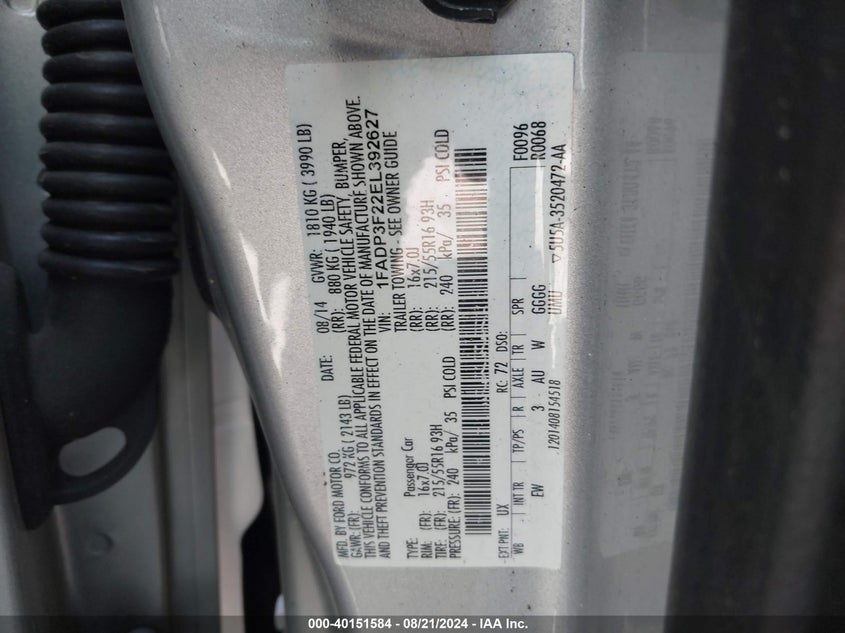 MFD. BY FORD MOTOR CO. DATE: 08/14 GVWR: 1810 KG ( 3990 LB)
GAWR: (FR): 972 KG ( 2143 LB) (RR): 880 KG ( 1940 LB)
THIS VEHICLE CONFORMS TO ALL APPLICABLE FEDERAL MOTOR VEHICLE SAFETY, BUMPER,
AND THEFT PREVENTION STANDARDS IN EFFECT ON THE DATE OF MANUFACTURE SHOWN ABOVE.
VIN: 1FADP3F22EL392627
TYPE: Passenger Car TRAILER TOWING - SEE OWNER GUIDE
RIM: (FR): 16x7.0J (RR): 16x7.0J
TIRE: (FR): 215/55R16 93H (RR): 215/55R16 93H
PRESSURE: (FR): 240 kPa/ 35 PSI COLD (RR): 240 kPa/ 35 PSI COLD
EXT PNT: UX RC: 72 DSO: F0096
R0068
WB INT TR TP/PS R AXLE TR SPR
EW 3 AU W GGGG
1201408154518 UMU ▽5U5A-3520472-AA
000-40151584 - 08/21/2024 - IAA Inc.